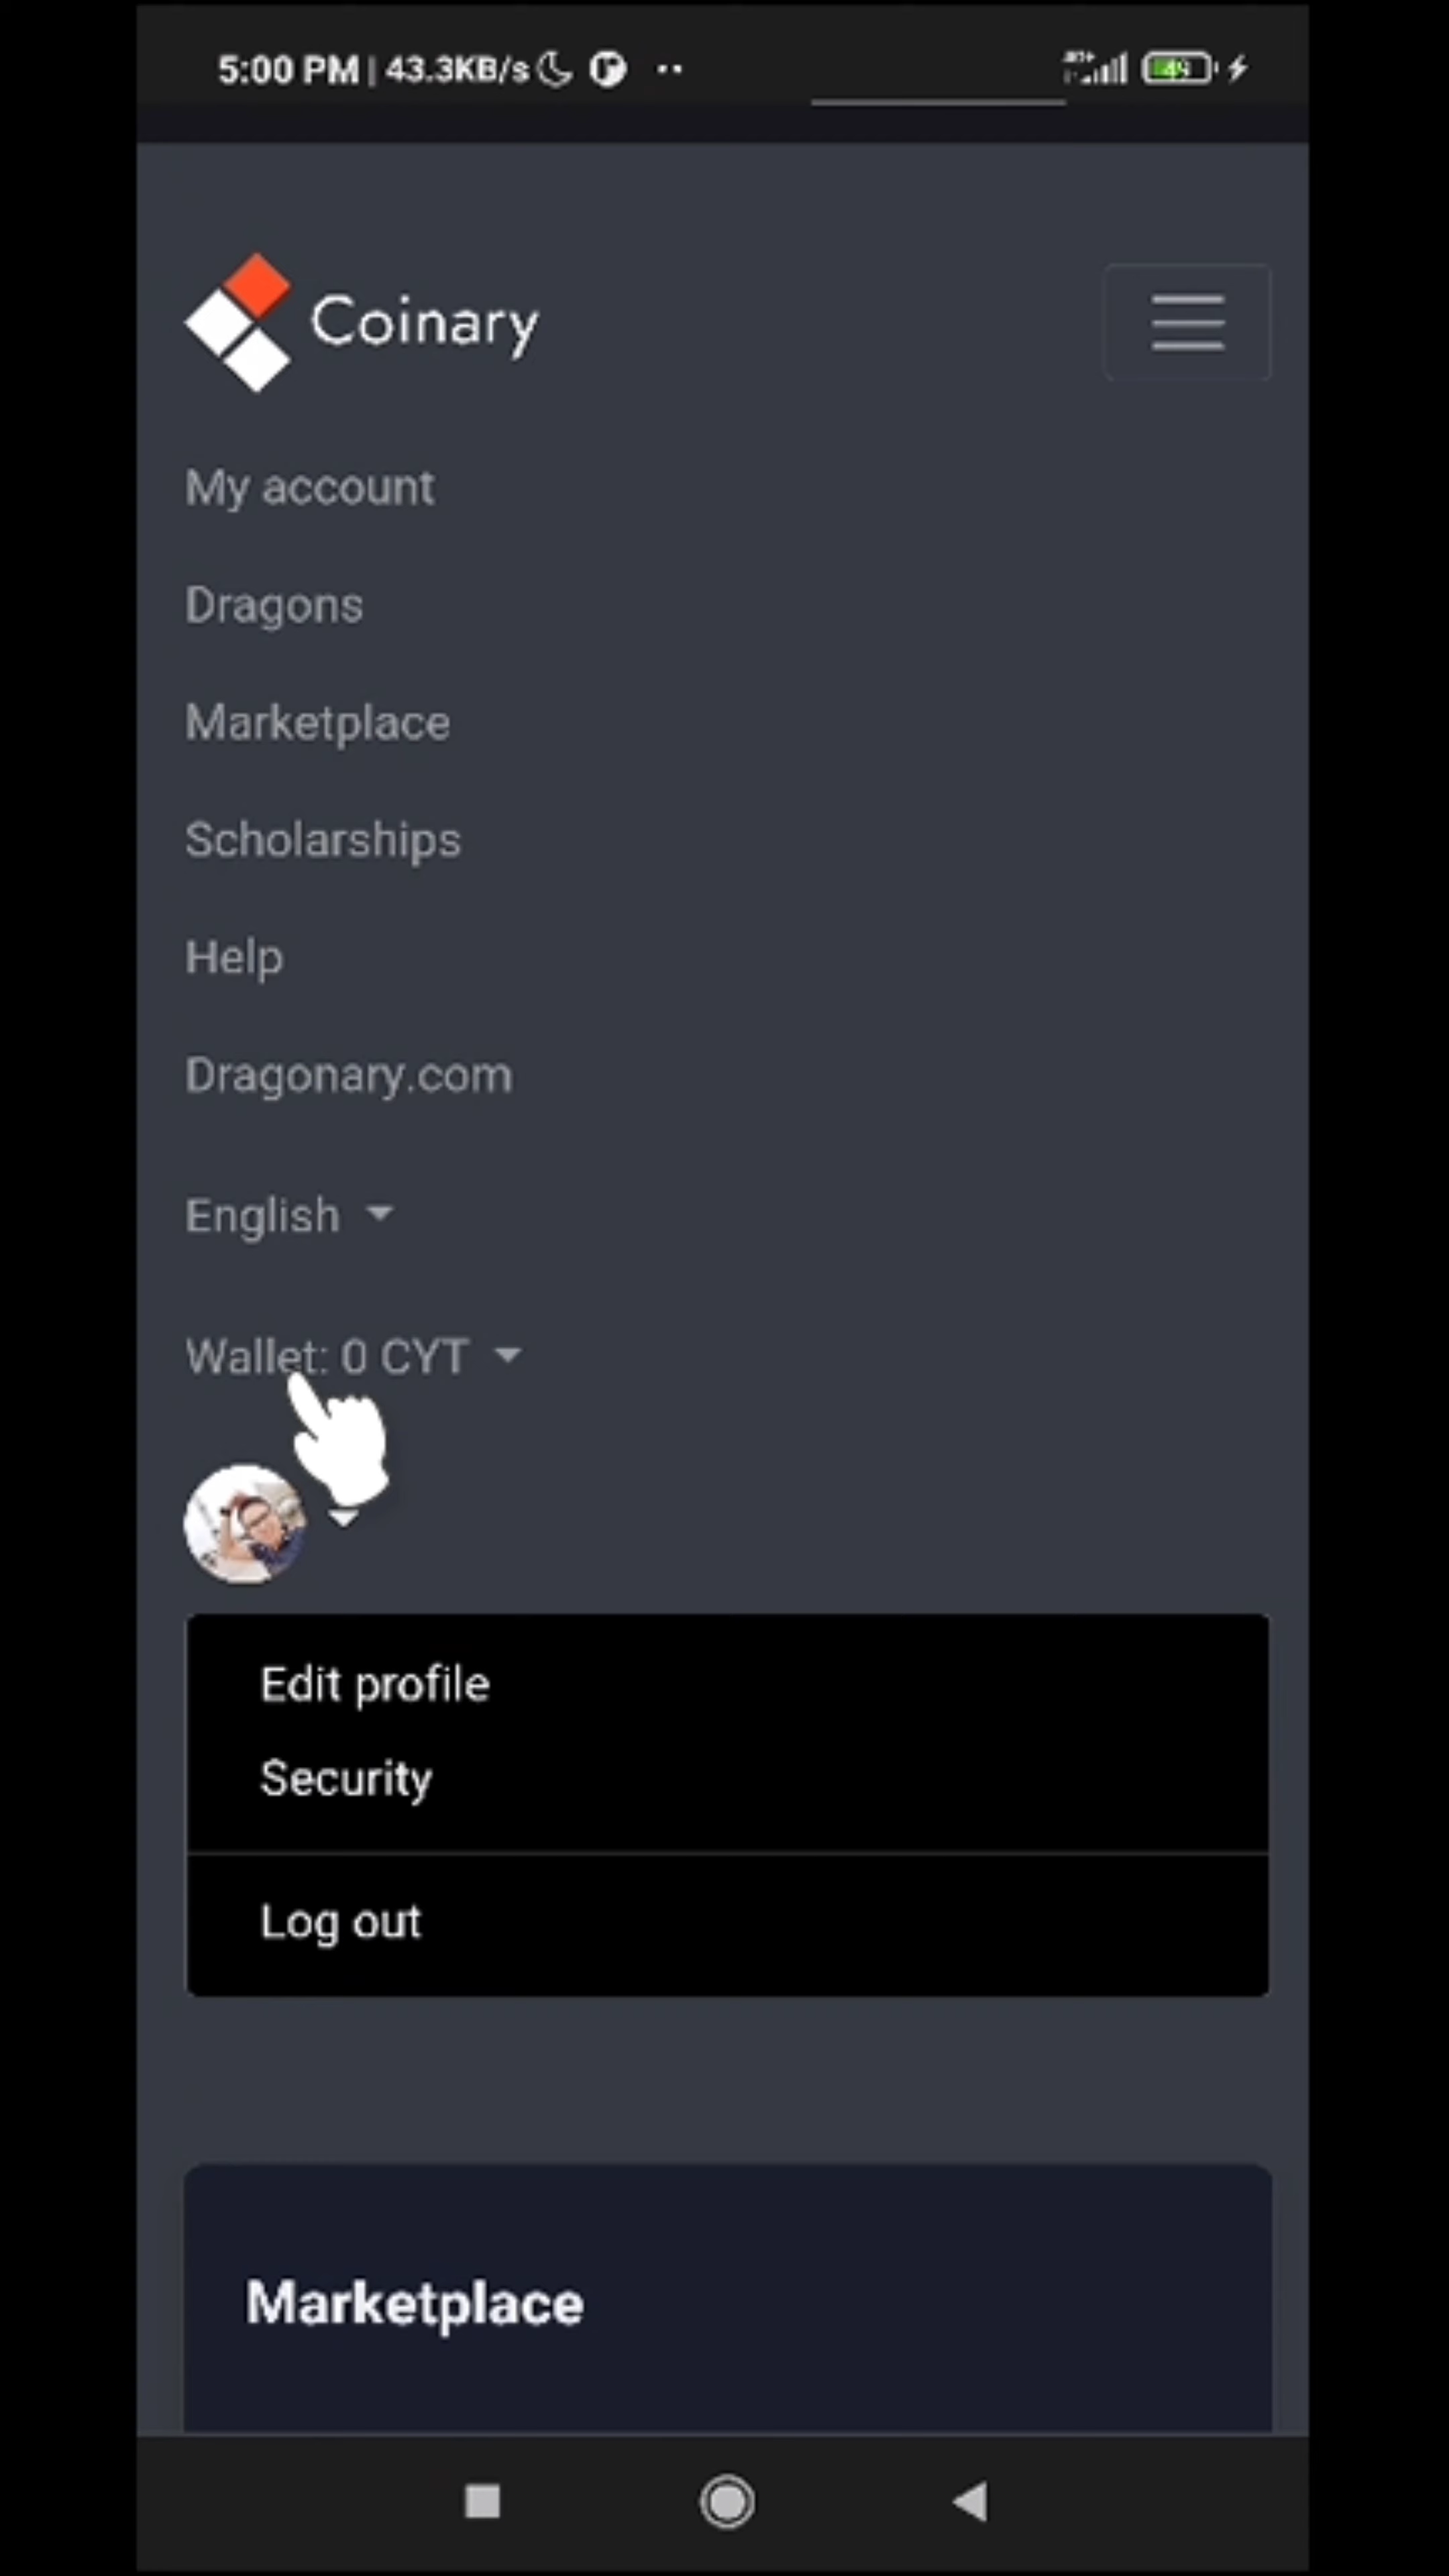 5:00 PM | 43.3KB/s
49
Coinary
My account
Dragons
Marketplace
Scholarships
Help
Dragonary.com
English
Wallet: 0 CYT
Edit profile
Security
Log out
Marketplace